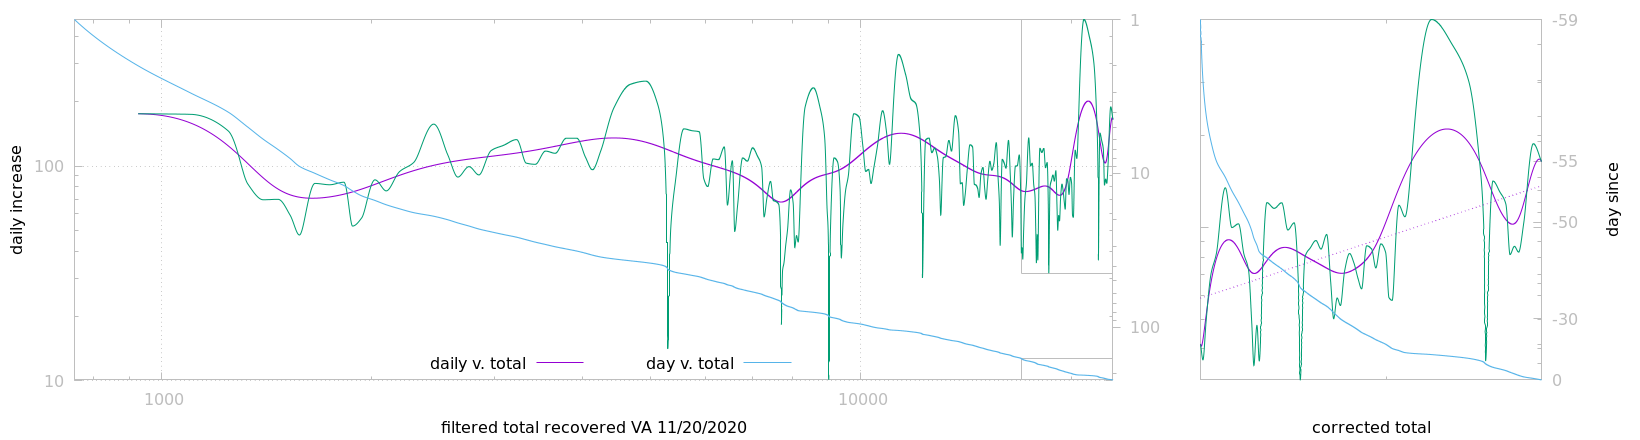 1
-59
daily increase
100
10
-55
day since
-50
-30
100
daily v. total
day v. total
10
0
1000
10000
filtered total recovered VA 11/20/2020
corrected total